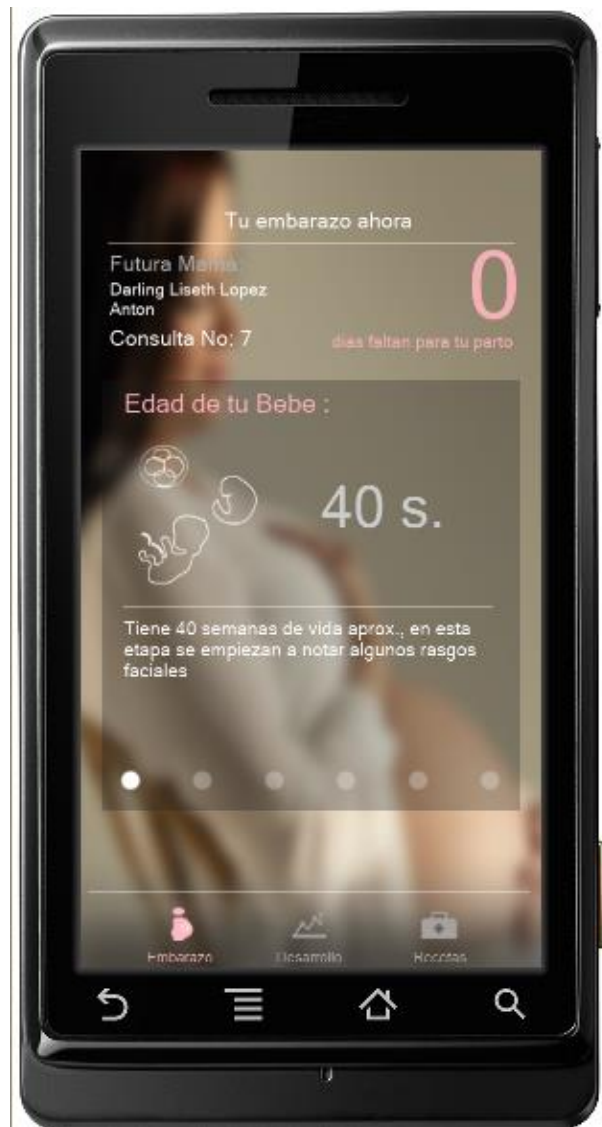 Tu embarazo ahora
Futura Mama
Darling Liseth Lopez
Anton
Consulta No: 7
0
dias faltan para tu parto
Edad de tu Bebe :
40 s.
Tiene 40 semanas de vida aprox., en esta
etapa se empiezan a notar algunos rasgos
faciales
Embarazo
Desarrollo
Recetas